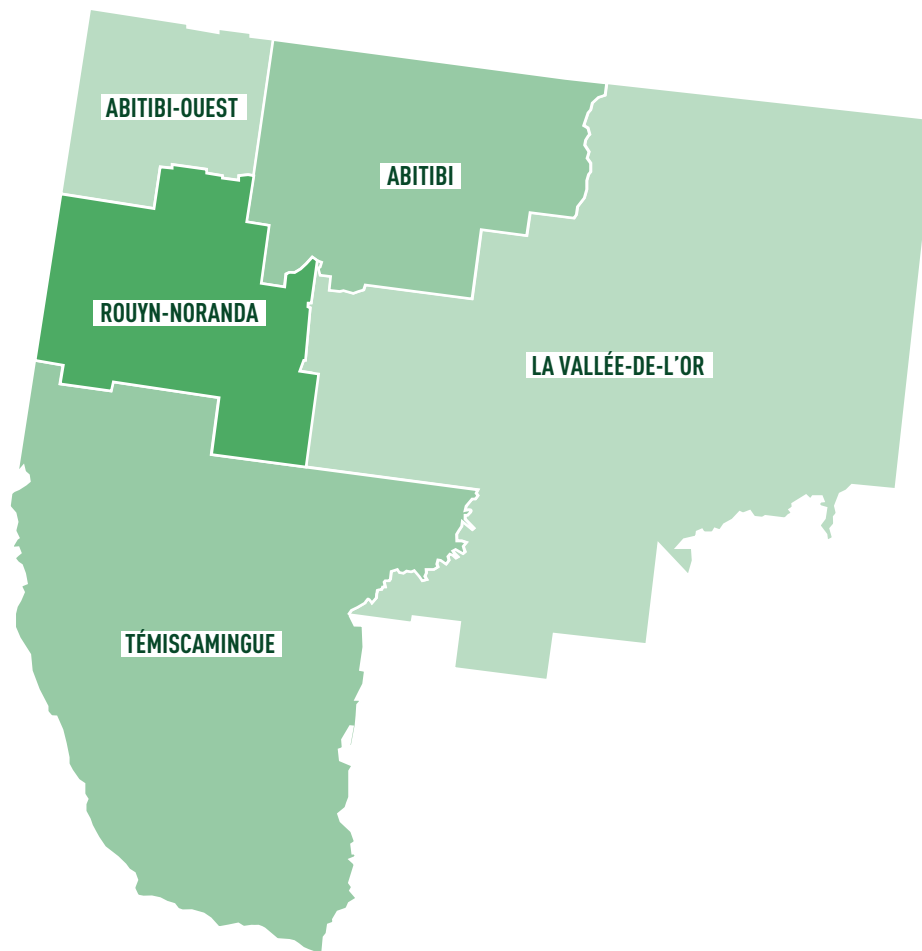 ABITIBI-OUEST
ABITIBI
ROUYN-NORANDA
LA VALLÉE-DE-L'OR
TÉMISCAMINGUE